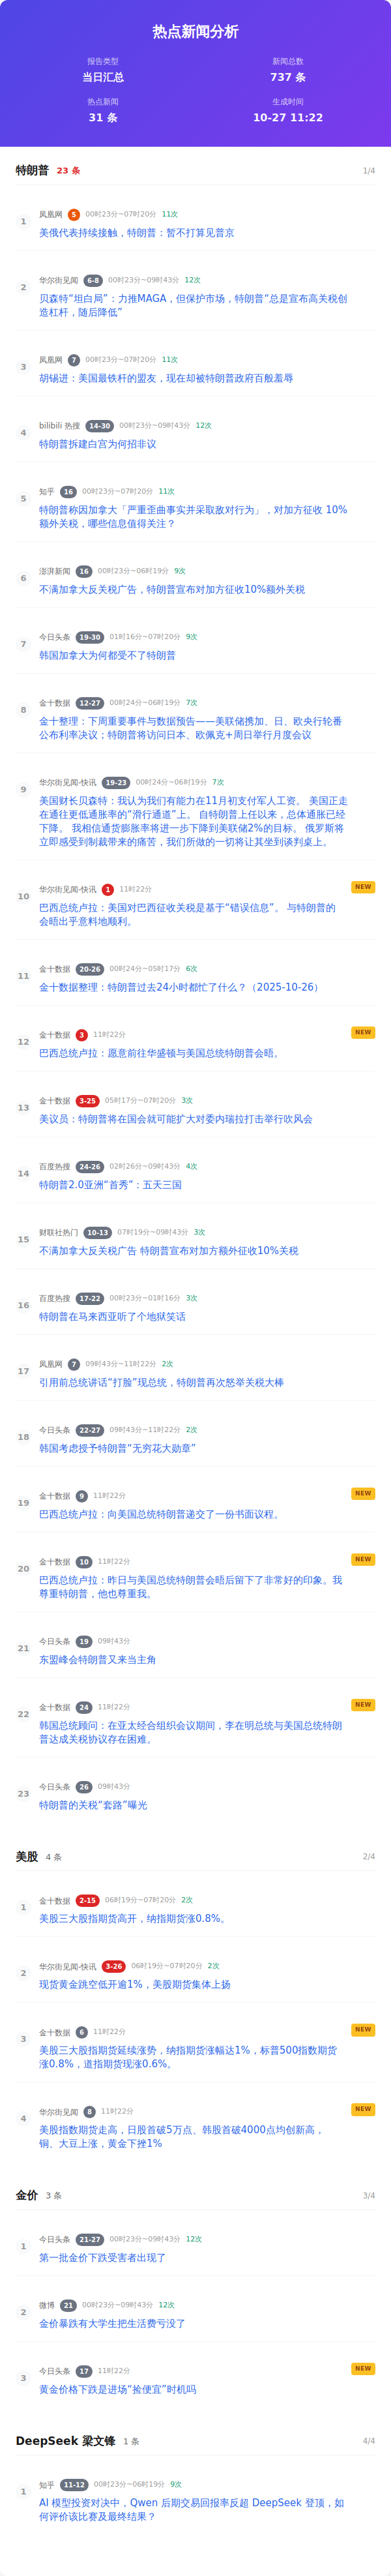 热点新闻分析
报告类型
当日汇总
新闻总数
737 条
热点新闻
31 条
生成时间
10-27 11:22
特朗普 23 条 1/4
1 凤凰网 5 00时23分~07时20分 11次
美俄代表持续接触，特朗普：暂不打算见普京
2 华尔街见闻 6-8 00时23分~09时43分 12次
贝森特“坦白局”：力推MAGA，但保护市场，特朗普“总是宣布高关税创
造杠杆，随后降低”
3 凤凰网 7 00时23分~07时20分 11次
胡锡进：美国最铁杆的盟友，现在却被特朗普政府百般羞辱
4 bilibili 热搜 14-30 00时23分~09时43分 12次
特朗普拆建白宫为何招非议
5 知乎 16 00时23分~07时20分 11次
特朗普称因加拿大「严重歪曲事实并采取敌对行为」，对加方征收 10%
额外关税，哪些信息值得关注？
6 澎湃新闻 16 00时23分~06时19分 9次
不满加拿大反关税广告，特朗普宣布对加方征收10%额外关税
7 今日头条 19-30 01时16分~07时20分 9次
韩国加拿大为何都受不了特朗普
8 金十数据 12-27 00时24分~06时19分 7次
金十整理：下周重要事件与数据预告——美联储携加、日、欧央行轮番
公布利率决议；特朗普将访问日本、欧佩克+周日举行月度会议
9 华尔街见闻-快讯 19-23 00时24分~06时19分 7次
美国财长贝森特：我认为我们有能力在11月初支付军人工资。 美国正走
在通往更低通胀率的“滑行通道”上。 自特朗普上任以来，总体通胀已经
下降。 我相信通货膨胀率将进一步下降到美联储2%的目标。 俄罗斯将
立即感受到制裁带来的痛苦，我们所做的一切将让其坐到谈判桌上。
10 华尔街见闻-快讯 1 11时22分 NEW
巴西总统卢拉：美国对巴西征收关税是基于“错误信息”。 与特朗普的
会晤出乎意料地顺利。
11 金十数据 20-26 00时24分~05时17分 6次
金十数据整理：特朗普过去24小时都忙了什么？（2025-10-26）
12 金十数据 3 11时22分 NEW
巴西总统卢拉：愿意前往华盛顿与美国总统特朗普会晤。
13 金十数据 3-25 05时17分~07时20分 3次
美议员：特朗普将在国会就可能扩大对委内瑞拉打击举行吹风会
14 百度热搜 24-26 02时26分~09时43分 4次
特朗普2.0亚洲“首秀”：五天三国
15 财联社热门 10-13 07时19分~09时43分 3次
不满加拿大反关税广告 特朗普宣布对加方额外征收10%关税
16 百度热搜 17-22 00时23分~01时16分 3次
特朗普在马来西亚听了个地狱笑话
17 凤凰网 7 09时43分~11时22分 2次
引用前总统讲话“打脸”现总统，特朗普再次怒举关税大棒
18 今日头条 22-27 09时43分~11时22分 2次
韩国考虑授予特朗普“无穷花大勋章”
19 金十数据 9 11时22分 NEW
巴西总统卢拉：向美国总统特朗普递交了一份书面议程。
20 金十数据 10 11时22分 NEW
巴西总统卢拉：昨日与美国总统特朗普会晤后留下了非常好的印象。我
尊重特朗普，他也尊重我。
21 今日头条 19 09时43分
东盟峰会特朗普又来当主角
22 金十数据 24 11时22分 NEW
韩国总统顾问：在亚太经合组织会议期间，李在明总统与美国总统特朗
普达成关税协议存在困难。
23 今日头条 26 09时43分
特朗普的关税“套路”曝光
美股 4 条 2/4
1 金十数据 2-15 06时19分~07时20分 2次
美股三大股指期货高开，纳指期货涨0.8%。
2 华尔街见闻-快讯 3-26 06时19分~07时20分 2次
现货黄金跳空低开逾1%，美股期货集体上扬
3 金十数据 6 11时22分 NEW
美股三大股指期货延续涨势，纳指期货涨幅达1%，标普500指数期货
涨0.8%，道指期货现涨0.6%。
4 华尔街见闻 8 11时22分 NEW
美股指数期货走高，日股首破5万点、韩股首破4000点均创新高，
铜、大豆上涨，黄金下挫1%
金价 3 条 3/4
1 今日头条 21-27 00时23分~09时43分 12次
第一批金价下跌受害者出现了
2 微博 21 00时23分~09时43分 12次
金价暴跌有大学生把生活费亏没了
3 今日头条 17 11时22分 NEW
黄金价格下跌是进场“捡便宜”时机吗
DeepSeek 梁文锋 1 条 4/4
1 知乎 11-12 00时23分~06时19分 9次
AI 模型投资对决中，Qwen 后期交易回报率反超 DeepSeek 登顶，如
何评价该比赛及最终结果？